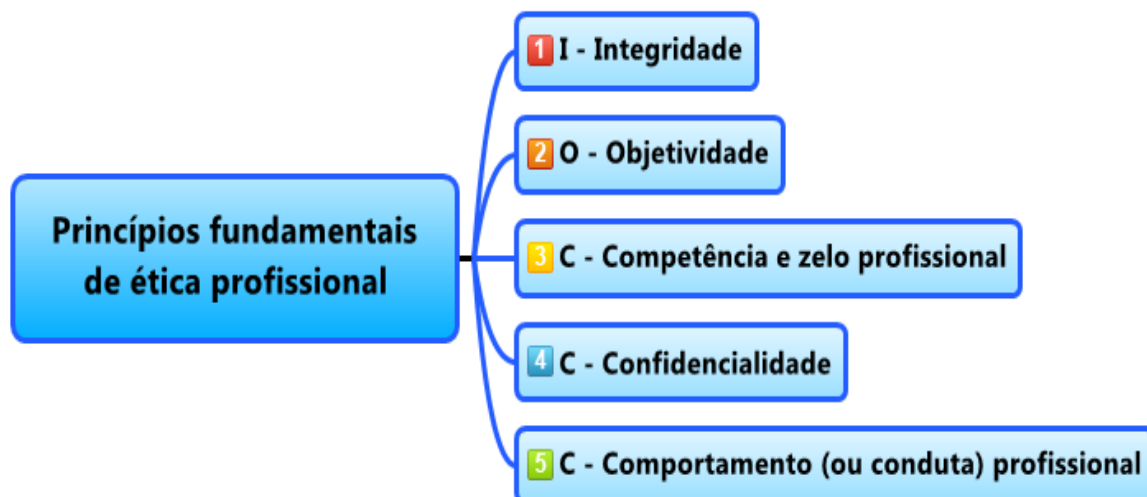 Princípios fundamentais
de ética profissional
1 I - Integridade
2 O - Objetividade
3 C - Competência e zelo profissional
4 C - Confidencialidade
5 C - Comportamento (ou conduta) profissional